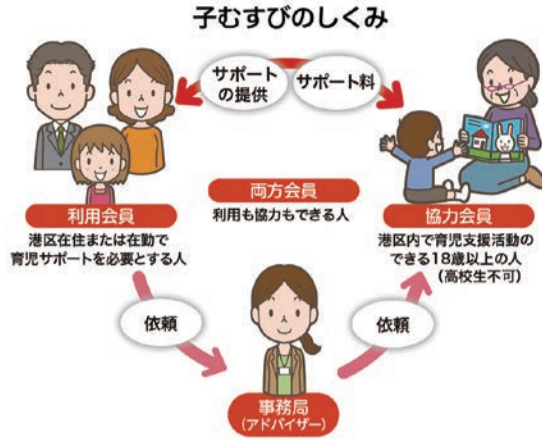 子むすびのしくみ
サポート
の提供
サポート料
利用会員
港区在住または在勤で
育児サポートを必要とする人
両方会員
利用も協力もできる人
協力会員
港区内で育児支援活動の
できる18歳以上の人
（高校生不可）
依頼
依頼
事務局
（アドバイザー）